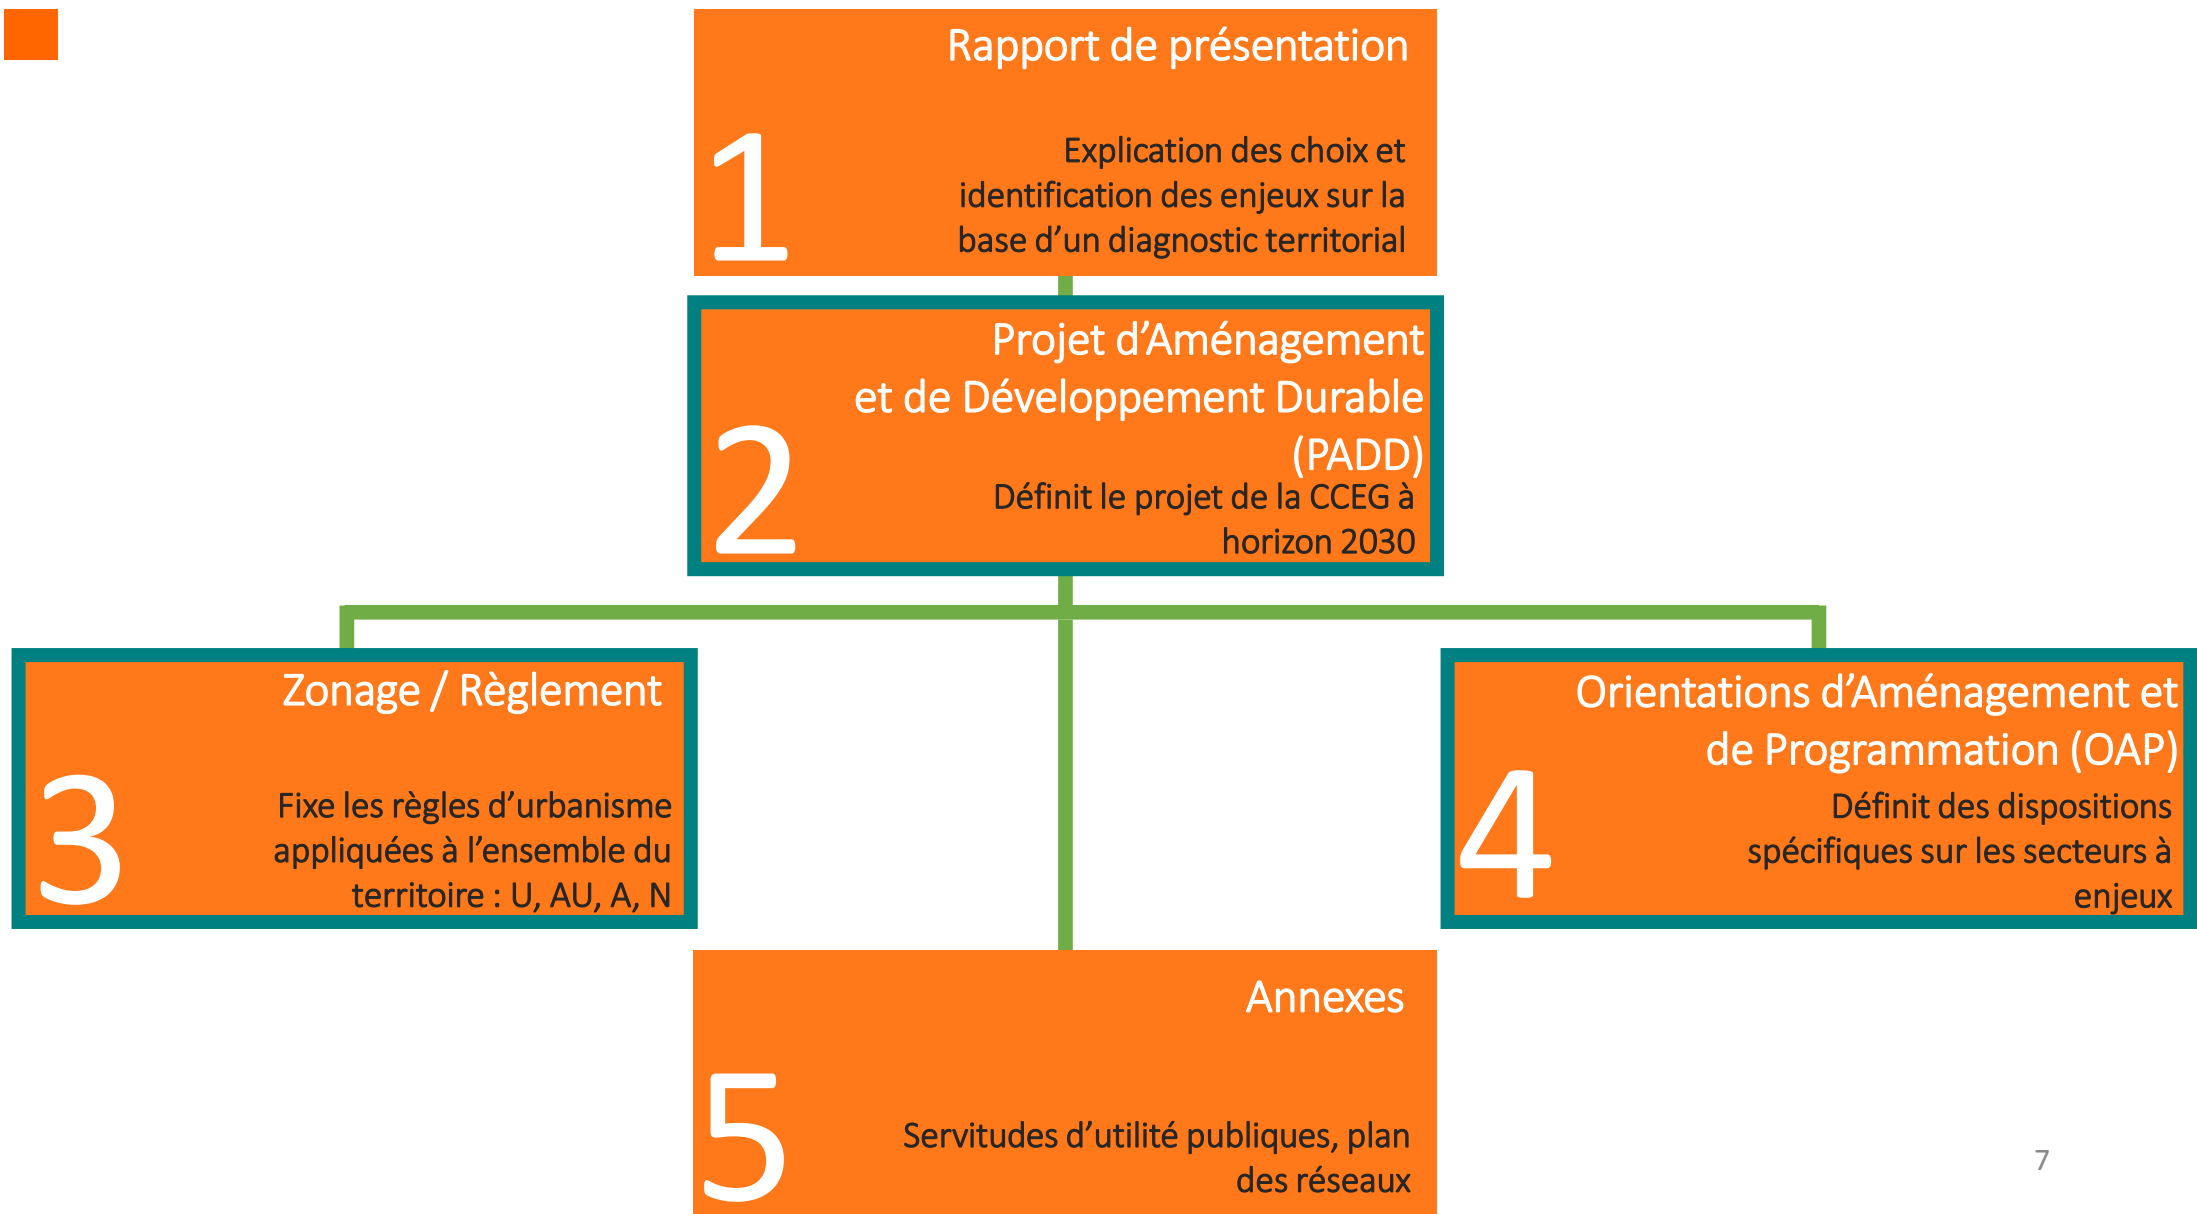 Rapport de présentation
1
Explication des choix et
identification des enjeux sur la
base d’un diagnostic territorial
Projet d’Aménagement
et de Développement Durable
(PADD)
2
Définit le projet de la CCEG à
horizon 2030
Zonage / Règlement
3
Fixe les règles d’urbanisme
appliquées à l’ensemble du
territoire : U, AU, A, N
Orientations d’Aménagement et
de Programmation (OAP)
4
Définit des dispositions
spécifiques sur les secteurs à
enjeux
Annexes
5
Servitudes d’utilité publiques, plan
des réseaux
7